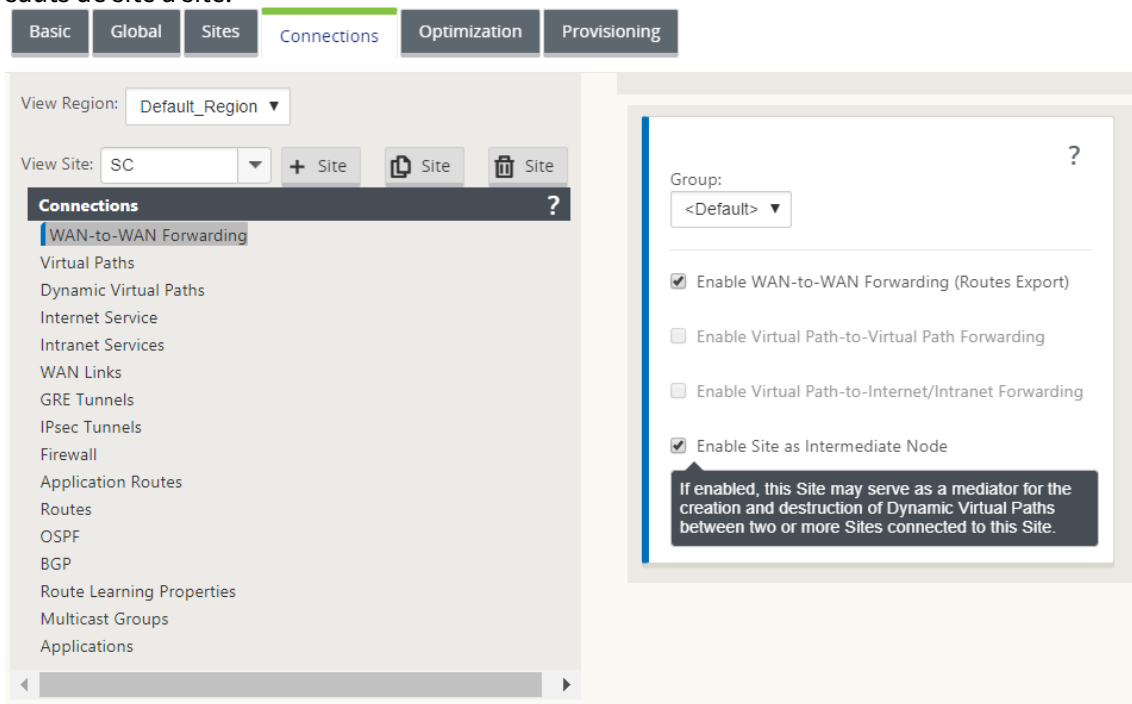 sauts de site à site.
Basic Global Sites Connections Optimization Provisioning
View Region: Default_Region
View Site: SC + Site Site Site
Connections ?
WAN-to-WAN Forwarding
Virtual Paths
Dynamic Virtual Paths
Internet Service
Intranet Services
WAN Links
GRE Tunnels
IPsec Tunnels
Firewall
Application Routes
Routes
OSPF
BGP
Route Learning Properties
Multicast Groups
Applications
?
Group:
<Default>
Enable WAN-to-WAN Forwarding (Routes Export)
Enable Virtual Path-to-Virtual Path Forwarding
Enable Virtual Path-to-Internet/Intranet Forwarding
Enable Site as Intermediate Node
If enabled, this Site may serve as a mediator for the
creation and destruction of Dynamic Virtual Paths
between two or more Sites connected to this Site.